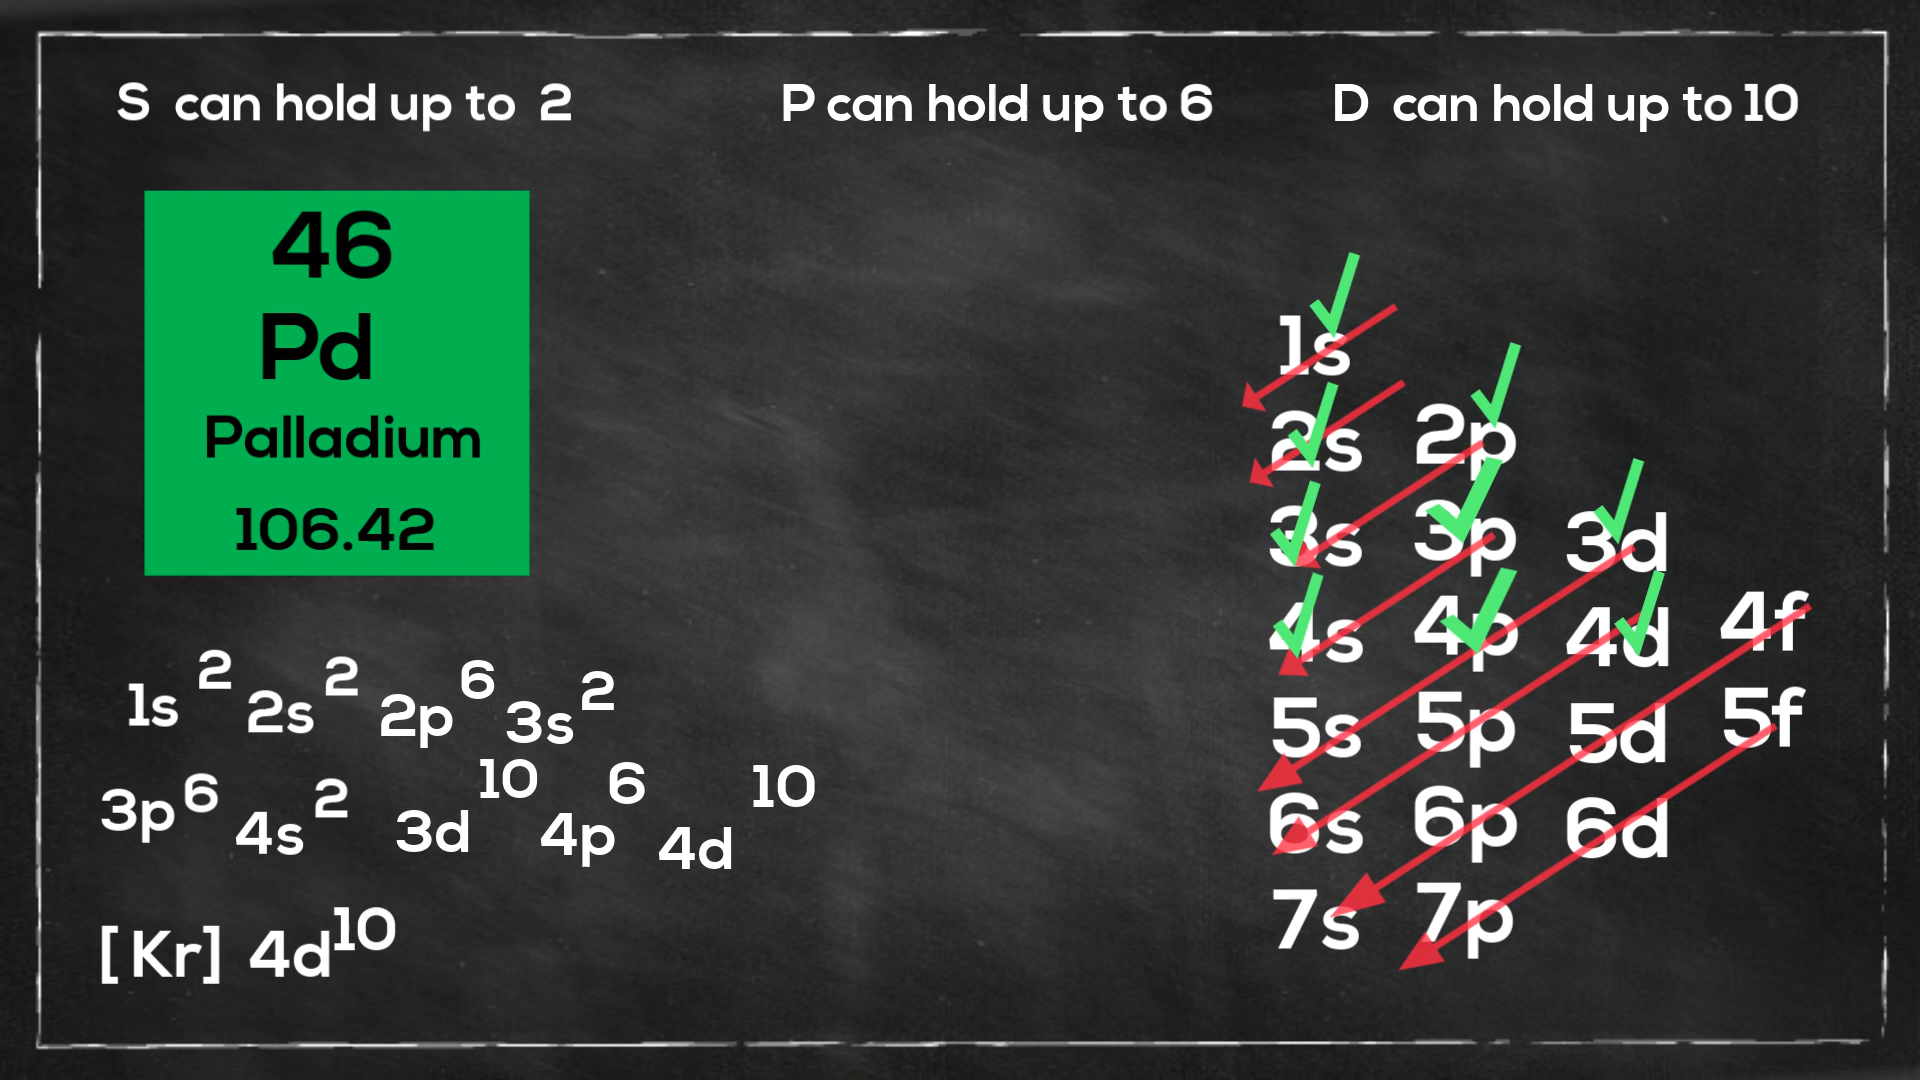 S can hold up to 2
P can hold up to 6
D can hold up to 10
46
Pd
Palladium
106.42
1s² 2s² 2p⁶ 3s²
3p⁶ 4s² 3d¹⁰ 4p⁶ 4d¹⁰
[Kr] 4d¹⁰
1s
2s 2p
3s 3p 3d
4s 4p 4d 4f
5s 5p 5d 5f
6s 6p 6d
7s 7p